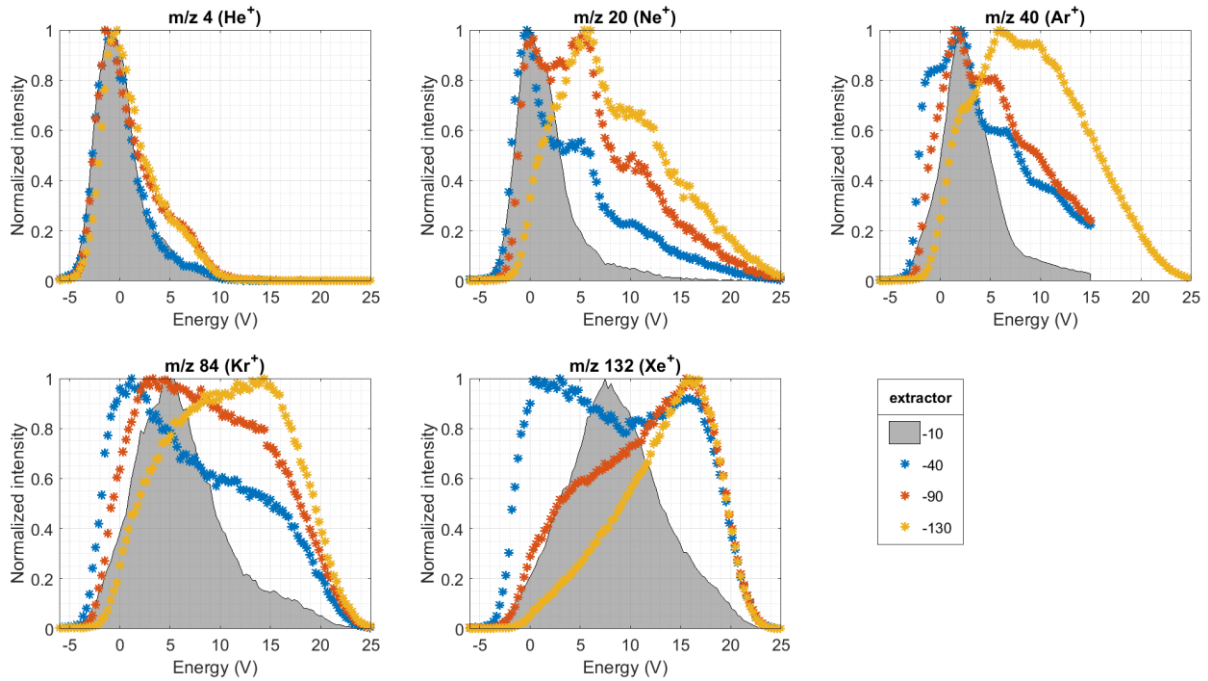 m/z 4 (He+)
Normalized intensity
1
0.8
0.6
0.4
0.2
0
-5 0 5 10 15 20 25
Energy (V)
m/z 20 (Ne+)
Normalized intensity
1
0.8
0.6
0.4
0.2
0
-5 0 5 10 15 20 25
Energy (V)
m/z 40 (Ar+)
Normalized intensity
1
0.8
0.6
0.4
0.2
0
-5 0 5 10 15 20 25
Energy (V)
m/z 84 (Kr+)
Normalized intensity
1
0.8
0.6
0.4
0.2
0
-5 0 5 10 15 20 25
Energy (V)
m/z 132 (Xe+)
Normalized intensity
1
0.8
0.6
0.4
0.2
0
-5 0 5 10 15 20 25
Energy (V)
extractor
-10
-40
-90
-130